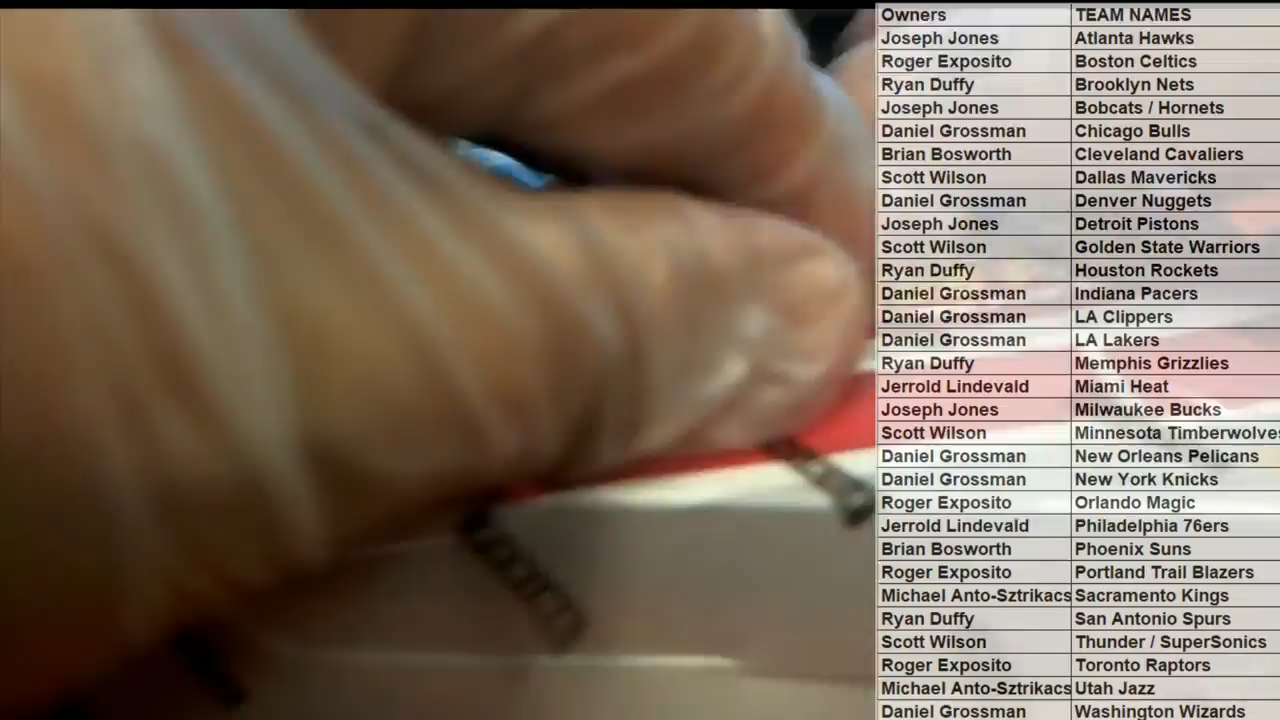 Owners TEAM NAMES
Joseph Jones Atlanta Hawks
Roger Exposito Boston Celtics
Ryan Duffy Brooklyn Nets
Joseph Jones Bobcats / Hornets
Daniel Grossman Chicago Bulls
Brian Bosworth Cleveland Cavaliers
Scott Wilson Dallas Mavericks
Daniel Grossman Denver Nuggets
Joseph Jones Detroit Pistons
Scott Wilson Golden State Warriors
Ryan Duffy Houston Rockets
Daniel Grossman Indiana Pacers
Daniel Grossman LA Clippers
Daniel Grossman LA Lakers
Ryan Duffy Memphis Grizzlies
Jerrold Lindevald Miami Heat
Joseph Jones Milwaukee Bucks
Scott Wilson Minnesota Timberwolves
Daniel Grossman New Orleans Pelicans
Daniel Grossman New York Knicks
Roger Exposito Orlando Magic
Jerrold Lindevald Philadelphia 76ers
Brian Bosworth Phoenix Suns
Roger Exposito Portland Trail Blazers
Michael Anto-Sztrikacs Sacramento Kings
Ryan Duffy San Antonio Spurs
Scott Wilson Thunder / SuperSonics
Roger Exposito Toronto Raptors
Michael Anto-Sztrikacs Utah Jazz
Daniel Grossman Washington Wizards